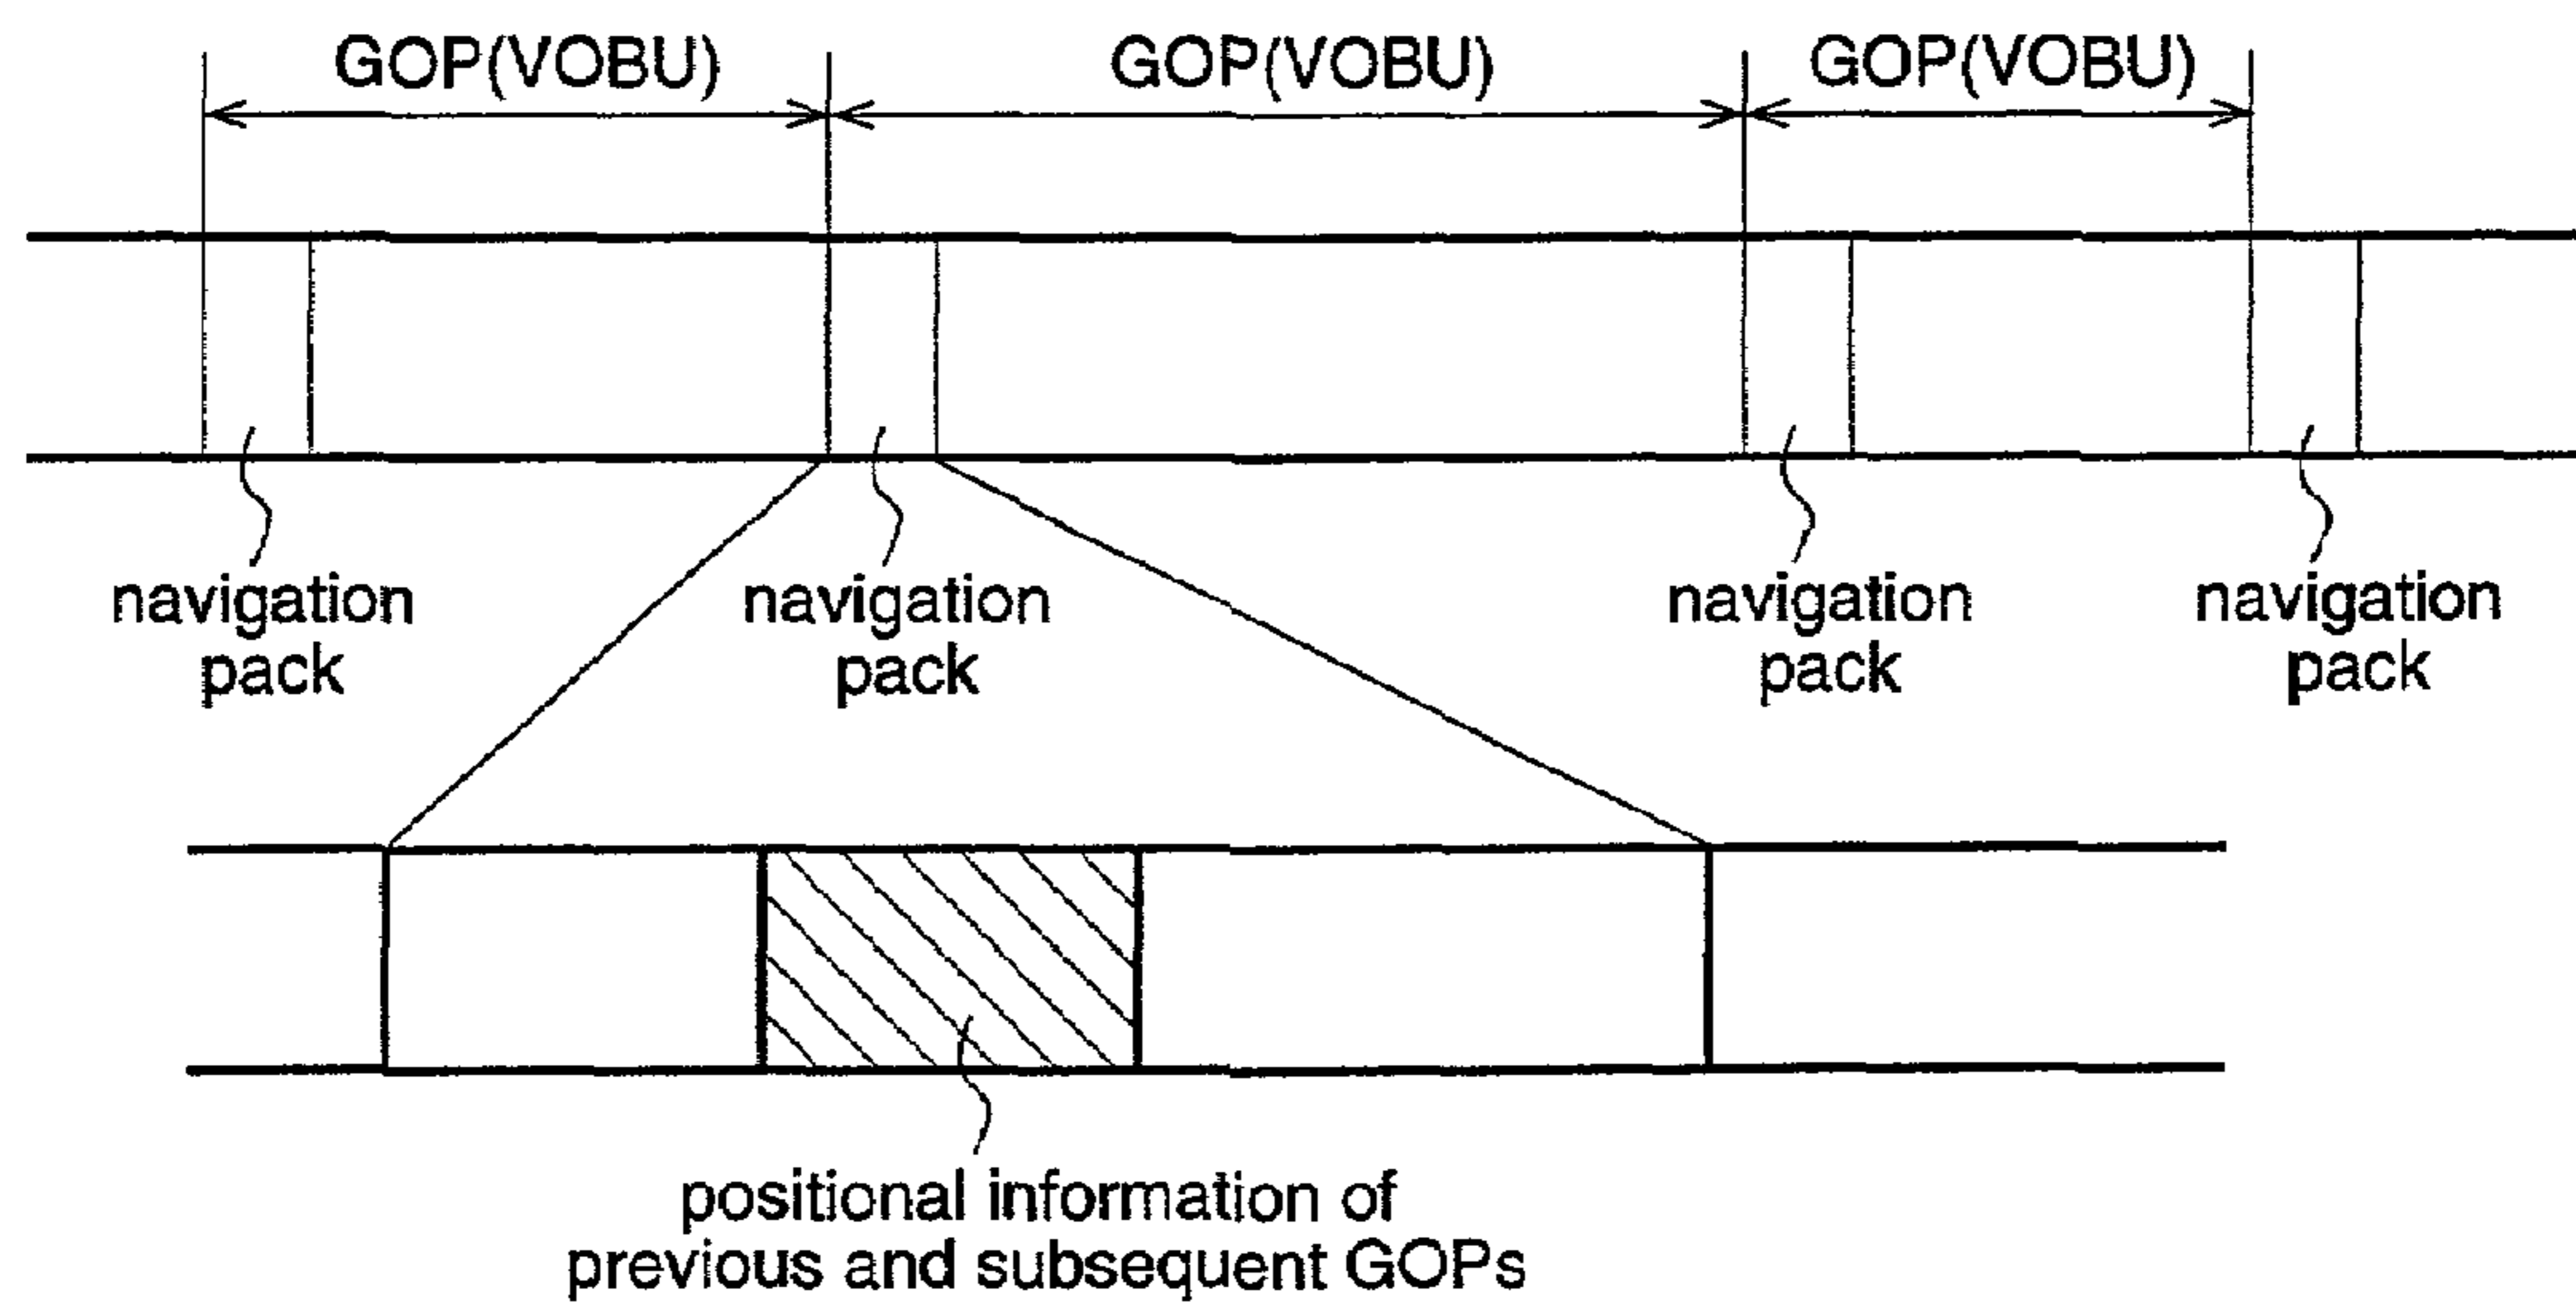 GOP(VOBU) GOP(VOBU) GOP(VOBU)
navigation
pack
navigation
pack
navigation
pack
navigation
pack
positional information of
previous and subsequent GOPs